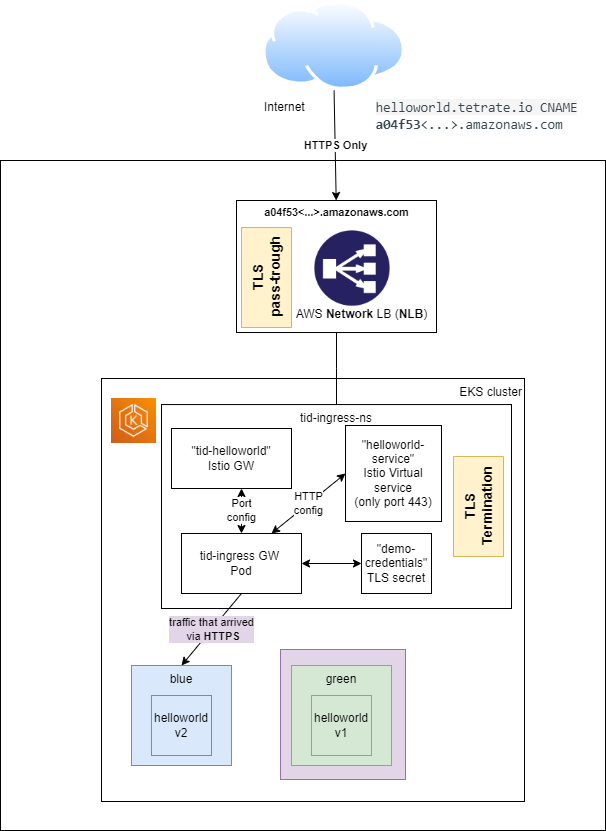 Internet
helloworld.tetrate.io CNAME
a04f53<...>.amazonaws.com
HTTPS Only
a04f53<...>.amazonaws.com
TLS
pass-trough
AWS Network LB (NLB)
EKS cluster
K
tid-ingress-ns
"tid-helloworld"
Istio GW
"helloworld-
service"
Istio Virtual
service
(only port 443)
TLS
Termination
Port
config
HTTP
config
tid-ingress GW
Pod
"demo-
credentials"
TLS secret
traffic that arrived
via HTTPS
blue
helloworld
v2
green
helloworld
v1